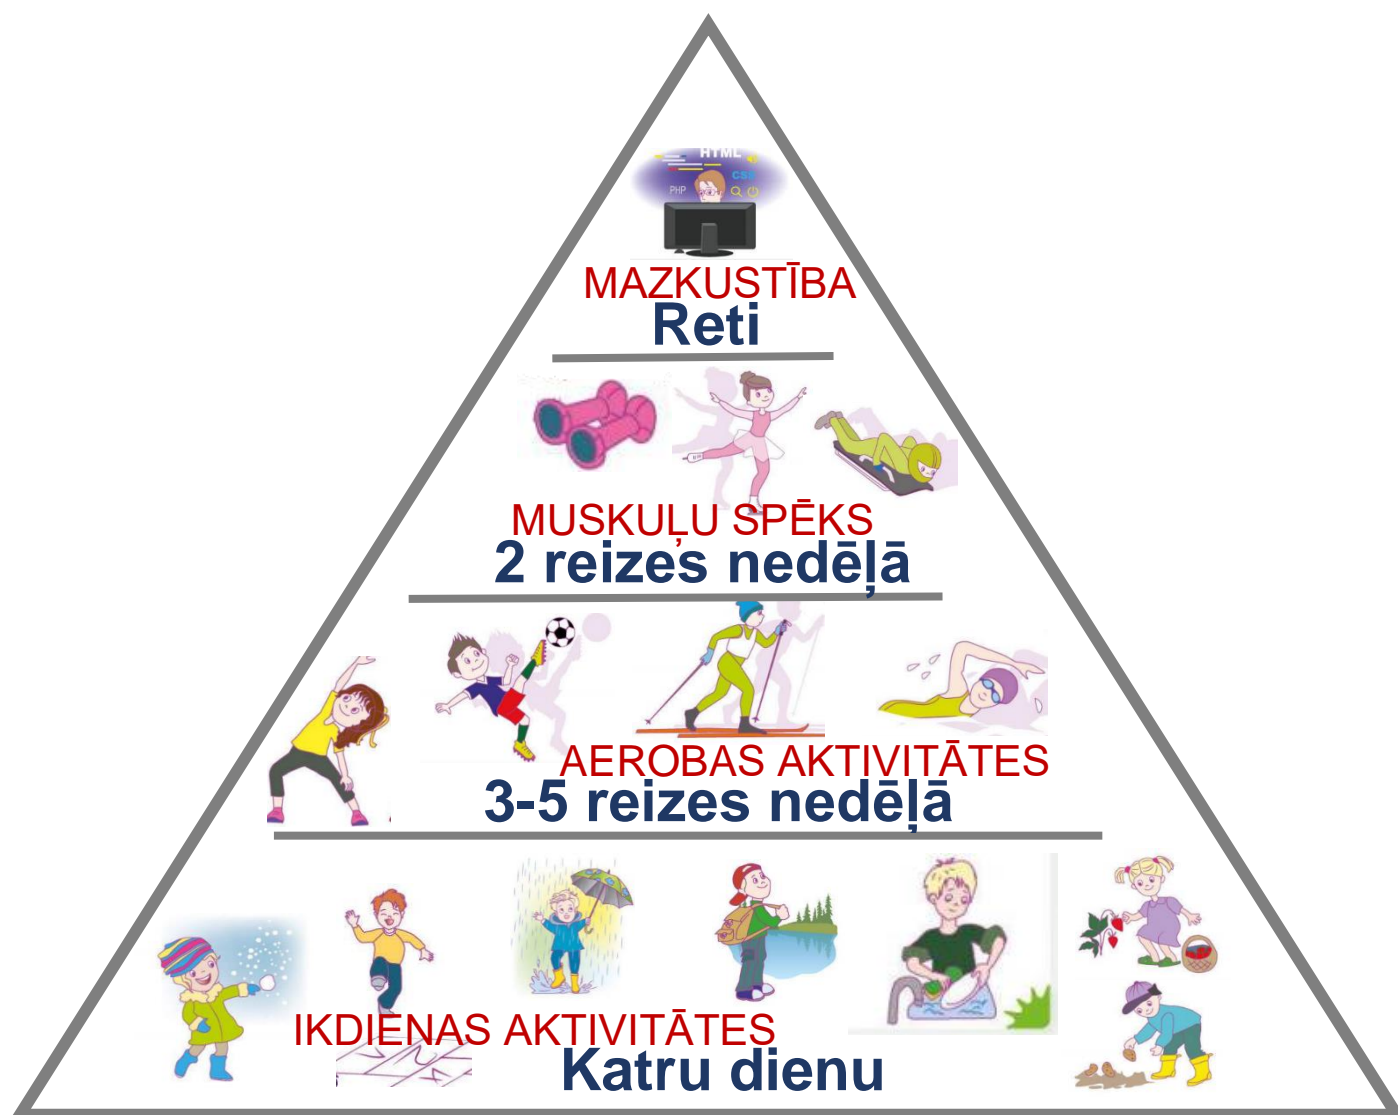 HTML
CSS
PHP
MAZKUSTĪBA
Reti
MUSKUĻU SPĒKS
2 reizes nedēļā
AEROBAS AKTIVITĀTES
3-5 reizes nedēļā
IKDIENAS AKTIVITĀTES
Katru dienu